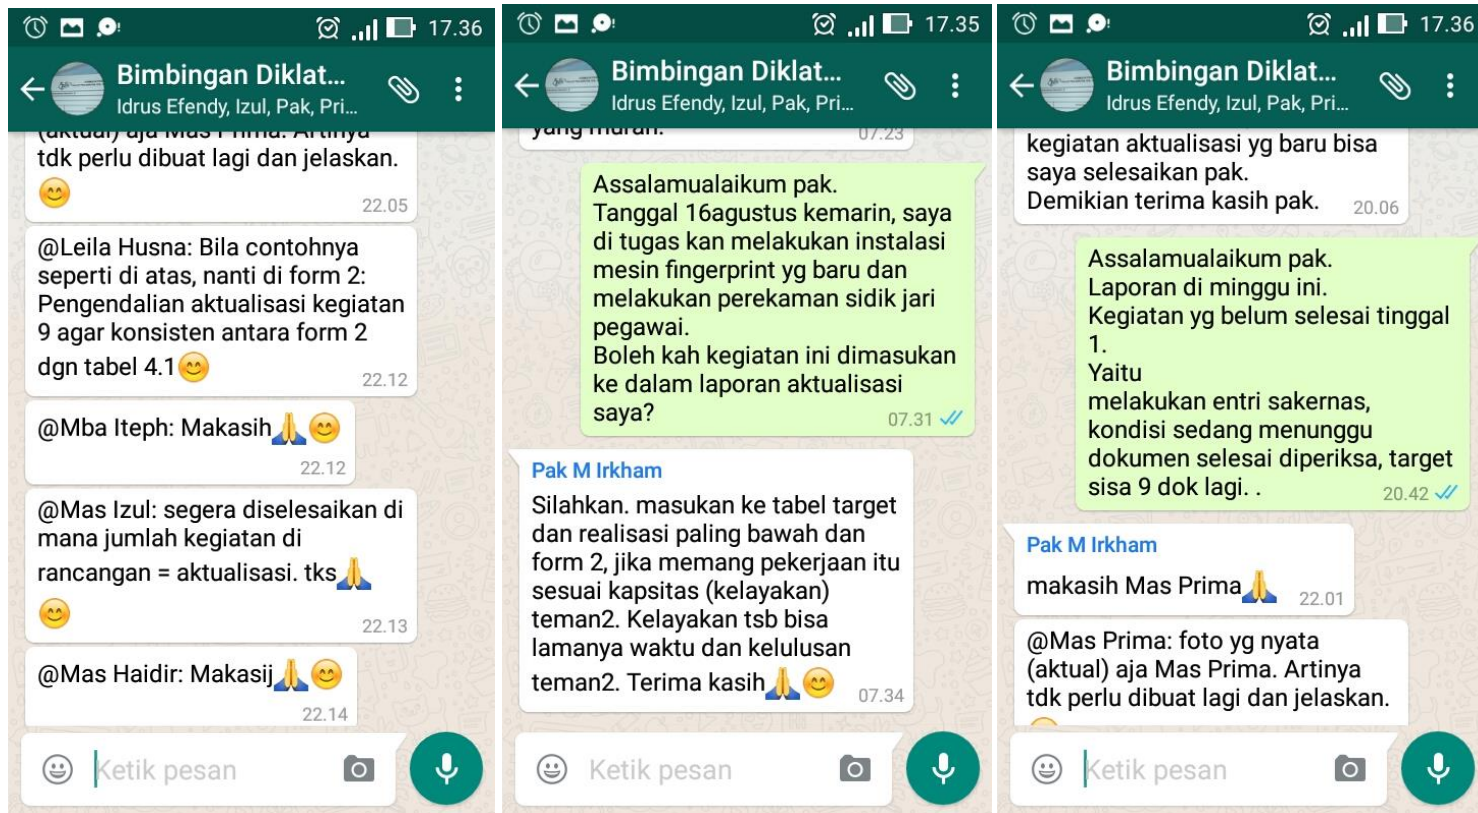 17.36
Bimbingan Diklat...
Idrus Efendy, Izul, Pak, Pri...
(aktual) aja Mas Prima. Artinya
tdk perlu dibuat lagi dan jelaskan.
😊
22.05
@Leila Husna: Bila contohnya
seperti di atas, nanti di form 2:
Pengendalian aktualisasi kegiatan
9 agar konsisten antara form 2
dgn tabel 4.1😊
22.12
@Mba Iteph: Makasih🙏😊
22.12
@Mas Izul: segera diselesaikan di
mana jumlah kegiatan di
rancangan = aktualisasi. tks🙏
😊
22.13
@Mas Haidir: Makasij🙏😊
22.14
Ketik pesan
17.35
Bimbingan Diklat...
Idrus Efendy, Izul, Pak, Pri...
yang murah.
07.23
Assalamualaikum pak.
Tanggal 16agustus kemarin, saya
di tugas kan melakukan instalasi
mesin fingerprint yg baru dan
melakukan perekaman sidik jari
pegawai.
Boleh kah kegiatan ini dimasukan
ke dalam laporan aktualisasi
saya?
07.31
Pak M Irkham
Silahkan. masukan ke tabel target
dan realisasi paling bawah dan
form 2, jika memang pekerjaan itu
sesuai kapsitas (kelayakan)
teman2. Kelayakan tsb bisa
lamanya waktu dan kelulusan
teman2. Terima kasih🙏😊
07.34
Ketik pesan
17.36
Bimbingan Diklat...
Idrus Efendy, Izul, Pak, Pri...
kegiatan aktualisasi yg baru bisa
saya selesaikan pak.
Demikian terima kasih pak.
20.06
Assalamualaikum pak.
Laporan di minggu ini.
Kegiatan yg belum selesai tinggal
1.
Yaitu
melakukan entri sakernas,
kondisi sedang menunggu
dokumen selesai diperiksa, target
sisa 9 dok lagi. .
20.42
Pak M Irkham
makasih Mas Prima🙏
22.01
@Mas Prima: foto yg nyata
(aktual) aja Mas Prima. Artinya
tdk perlu dibuat lagi dan jelaskan.
Ketik pesan